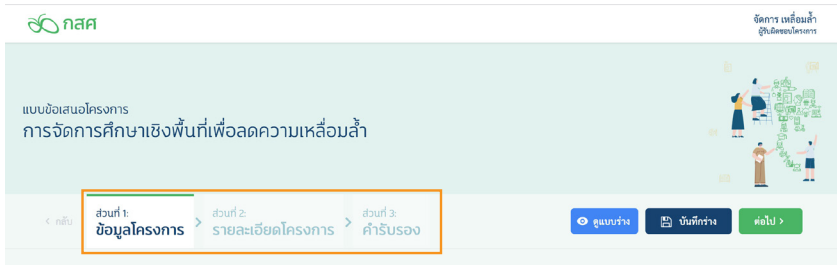 กสศ
จัดการ เหลื่อมล้ำ
ผู้รับผิดชอบโครงการ
แบบข้อเสนอโครงการ
การจัดการศึกษาเชิงพื้นที่เพื่อลดความเหลื่อมล้ำ
< กลับ
ส่วนที่ 1:
ข้อมูลโครงการ
>
ส่วนที่ 2:
รายละเอียดโครงการ
>
ส่วนที่ 3:
คำรับรอง
ดูแบบร่าง
บันทึกร่าง
ต่อไป >